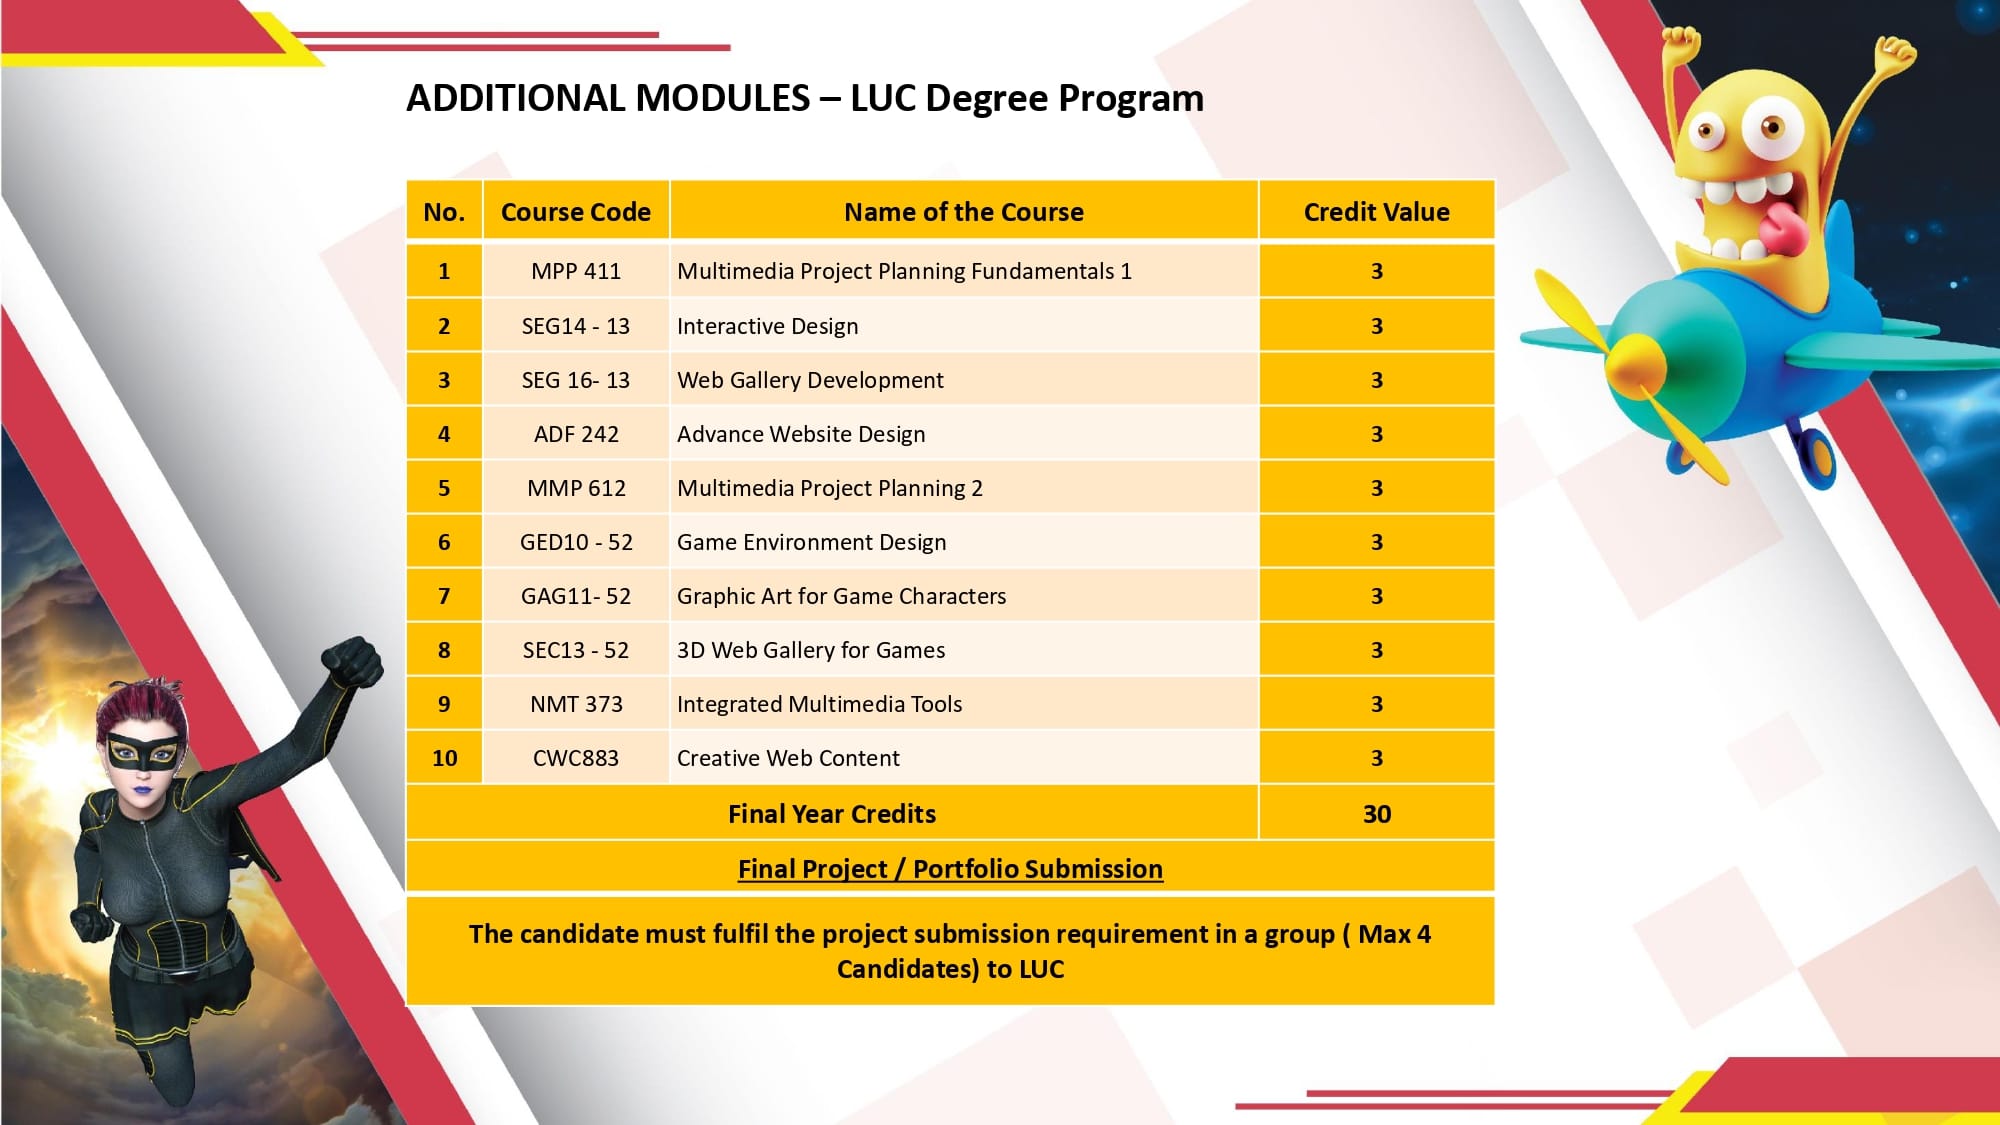 ADDITIONAL MODULES – LUC Degree Program
No. Course Code Name of the Course Credit Value
1 MPP 411 Multimedia Project Planning Fundamentals 1 3
2 SEG14 - 13 Interactive Design 3
3 SEG 16- 13 Web Gallery Development 3
4 ADF 242 Advance Website Design 3
5 MMP 612 Multimedia Project Planning 2 3
6 GED10 - 52 Game Environment Design 3
7 GAG11- 52 Graphic Art for Game Characters 3
8 SEC13 - 52 3D Web Gallery for Games 3
9 NMT 373 Integrated Multimedia Tools 3
10 CWC883 Creative Web Content 3
Final Year Credits 30
Final Project / Portfolio Submission
The candidate must fulfil the project submission requirement in a group ( Max 4
Candidates) to LUC